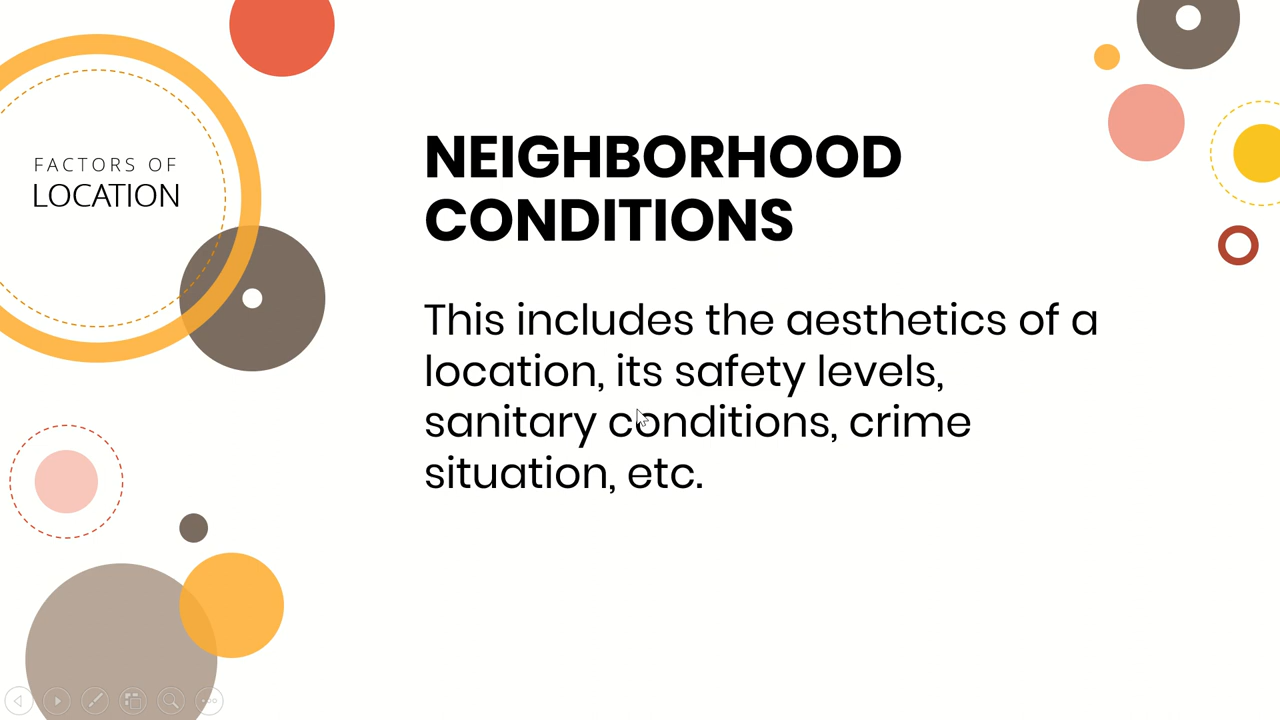 FACTORS OF
LOCATION
NEIGHBORHOOD
CONDITIONS
This includes the aesthetics of a
location, its safety levels,
sanitary conditions, crime
situation, etc.